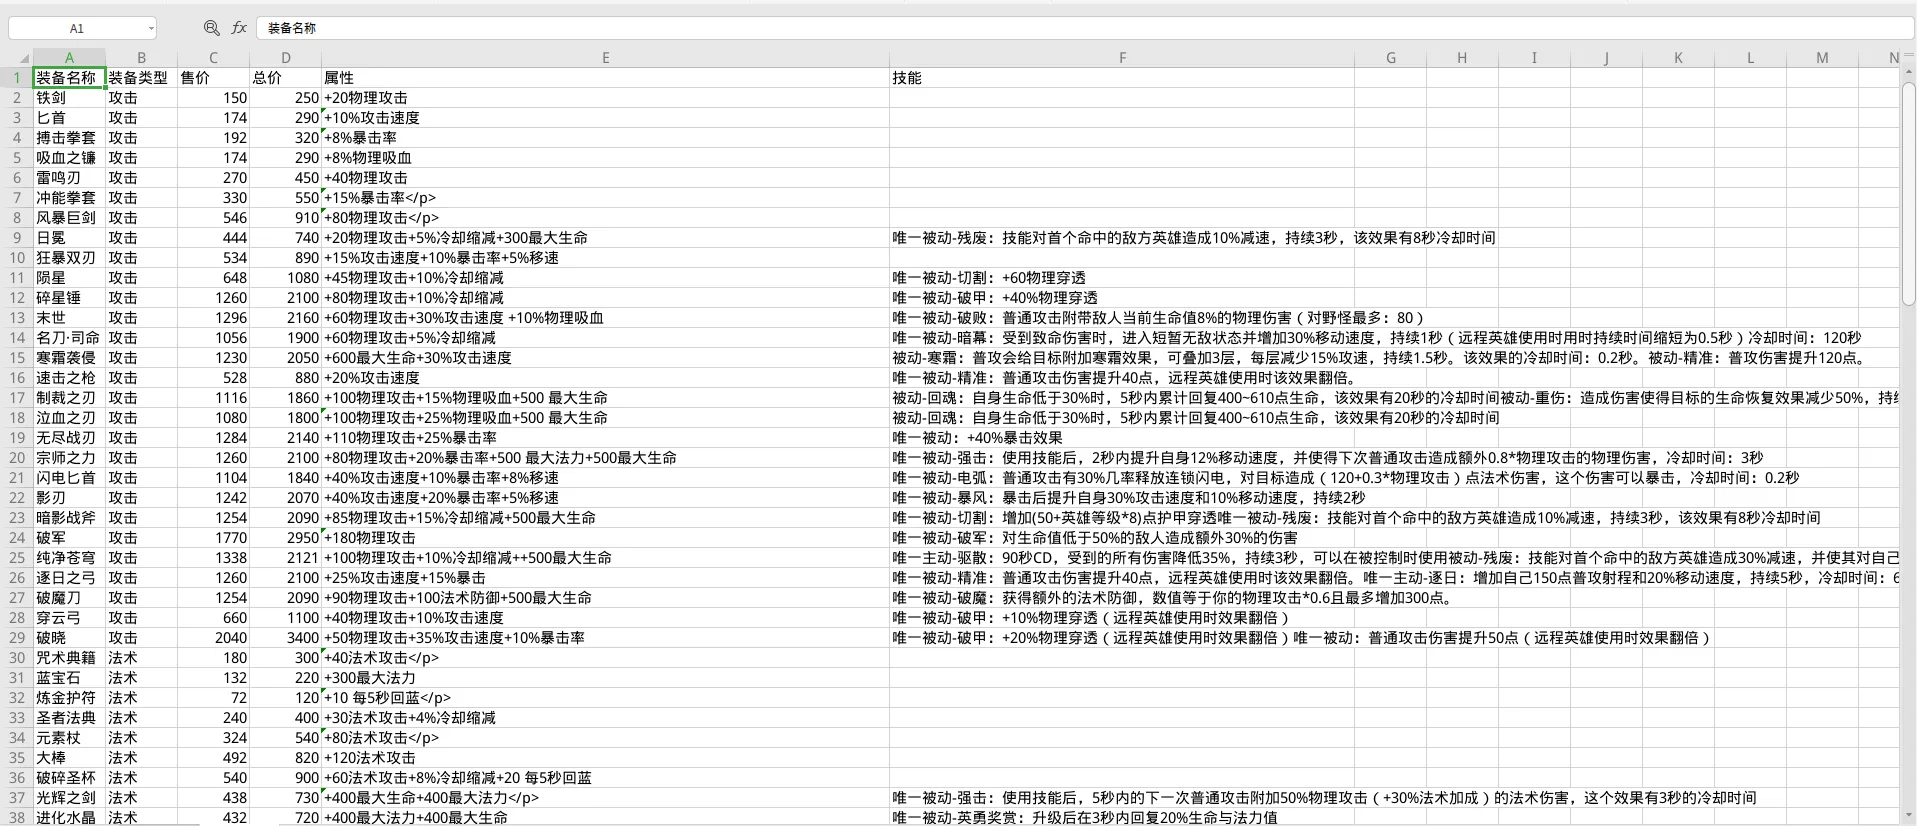 A1 fx 装备名称
A B C D E F G H I J K L M N
1 装备名称 装备类型 售价 总价 属性 技能
2 铁剑 攻击 150 250 +20物理攻击
3 匕首 攻击 174 290 +10%攻击速度
4 搏击拳套 攻击 192 320 +8%暴击率
5 吸血之镰 攻击 174 290 +8%物理吸血
6 雷鸣刃 攻击 270 450 +40物理攻击
7 冲能拳套 攻击 330 550 +15%暴击率</p>
8 风暴巨剑 攻击 546 910 +80物理攻击</p>
9 日冕 攻击 444 740 +20物理攻击+5%冷却缩减+300最大生命 唯一被动-残废：技能对首个命中的敌方英雄造成10%减速，持续3秒，该效果有8秒冷却时间
10 狂暴双刃 攻击 534 890 +15%攻击速度+10%暴击率+5%移速
11 陨星 攻击 648 1080 +45物理攻击+10%冷却缩减 唯一被动-切割：+60物理穿透
12 碎星锤 攻击 1260 2100 +80物理攻击+10%冷却缩减 唯一被动-破甲：+40%物理穿透
13 末世 攻击 1296 2160 +60物理攻击+30%攻击速度 +10%物理吸血 唯一被动-破败：普通攻击附带敌人当前生命值8%的物理伤害（对野怪最多：80）
14 名刀·司命 攻击 1056 1900 +60物理攻击+5%冷却缩减 唯一被动-暗幕：受到致命伤害时，进入短暂无敌状态并增加30%移动速度，持续1秒（远程英雄使用时用时持续时间缩短为0.5秒）冷却时间：120秒
15 寒霜袭侵 攻击 1230 2050 +600最大生命+30%攻击速度 被动-寒霜：普攻会给目标附加寒霜效果，可叠加3层，每层减少15%攻速，持续1.5秒。该效果的冷却时间：0.2秒。被动-精准：普攻伤害提升120点。
16 速击之枪 攻击 528 880 +20%攻击速度 唯一被动-精准：普通攻击伤害提升40点，远程英雄使用时该效果翻倍。
17 制裁之刃 攻击 1116 1860 +100物理攻击+15%物理吸血+500 最大生命 被动-回魂：自身生命低于30%时，5秒内累计回复400~610点生命，该效果有20秒的冷却时间被动-重伤：造成伤害使得目标的生命恢复效果减少50%，持续
18 泣血之刃 攻击 1080 1800 +100物理攻击+25%物理吸血+500 最大生命 被动-回魂：自身生命低于30%时，5秒内累计回复400~610点生命，该效果有20秒的冷却时间
19 无尽战刃 攻击 1284 2140 +110物理攻击+25%暴击率 唯一被动：+40%暴击效果
20 宗师之力 攻击 1260 2100 +80物理攻击+20%暴击率+500 最大法力+500最大生命 唯一被动-强击：使用技能后，2秒内提升自身12%移动速度，并使得下次普通攻击造成额外0.8*物理攻击的物理伤害，冷却时间：3秒
21 闪电匕首 攻击 1104 1840 +40%攻击速度+10%暴击率+8%移速 唯一被动-电弧：普通攻击有30%几率释放连锁闪电，对目标造成（120+0.3*物理攻击）点法术伤害，这个伤害可以暴击，冷却时间：0.2秒
22 影刃 攻击 1242 2070 +40%攻击速度+20%暴击率+5%移速 唯一被动-暴风：暴击后提升自身30%攻击速度和10%移动速度，持续2秒
23 暗影战斧 攻击 1254 2090 +85物理攻击+15%冷却缩减+500最大生命 唯一被动-切割：增加(50+英雄等级*8)点护甲穿透唯一被动-残废：技能对首个命中的敌方英雄造成10%减速，持续3秒，该效果有8秒冷却时间
24 破军 攻击 1770 2950 +180物理攻击 唯一被动-破军：对生命值低于50%的敌人造成额外30%的伤害
25 纯净苍穹 攻击 1338 2121 +100物理攻击+10%冷却缩减++500最大生命 唯一主动-驱散：90秒CD，受到的所有伤害降低35%，持续3秒，可以在被控制时使用被动-残废：技能对首个命中的敌方英雄造成30%减速，并使其对自己
26 逐日之弓 攻击 1260 2100 +25%攻击速度+15%暴击 唯一被动-精准：普通攻击伤害提升40点，远程英雄使用时该效果翻倍。唯一主动-逐日：增加自己150点普攻射程和20%移动速度，持续5秒，冷却时间：6
27 破魔刀 攻击 1254 2090 +90物理攻击+100法术防御+500最大生命 唯一被动-破魔：获得额外的法术防御，数值等于你的物理攻击*0.6且最多增加300点。
28 穿云弓 攻击 660 1100 +40物理攻击+10%攻击速度 唯一被动-破甲：+10%物理穿透（远程英雄使用时效果翻倍）
29 破晓 攻击 2040 3400 +50物理攻击+35%攻击速度+10%暴击率 唯一被动-破甲：+20%物理穿透（远程英雄使用时效果翻倍）唯一被动：普通攻击伤害提升50点（远程英雄使用时效果翻倍）
30 咒术典籍 法术 180 300 +40法术攻击</p>
31 蓝宝石 法术 132 220 +300最大法力
32 炼金护符 法术 72 120 +10 每5秒回蓝</p>
33 圣者法典 法术 240 400 +30法术攻击+4%冷却缩减
34 元素杖 法术 324 540 +80法术攻击</p>
35 大棒 法术 492 820 +120法术攻击
36 破碎圣杯 法术 540 900 +60法术攻击+8%冷却缩减+20 每5秒回蓝
37 光辉之剑 法术 438 730 +400最大生命+400最大法力</p> 唯一被动-强击：使用技能后，5秒内的下一次普通攻击附加50%物理攻击（+30%法术加成）的法术伤害，这个效果有3秒的冷却时间
38 进化水晶 法术 432 720 +400最大法力+400最大生命 唯一被动-英勇奖赏：升级后在3秒内回复20%生命与法力值